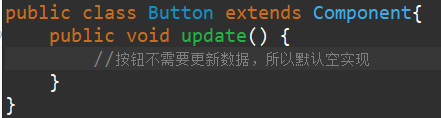 public class Button extends Component{
    public void update() {
        //按钮不需要更新数据，所以默认空实现
    }
}